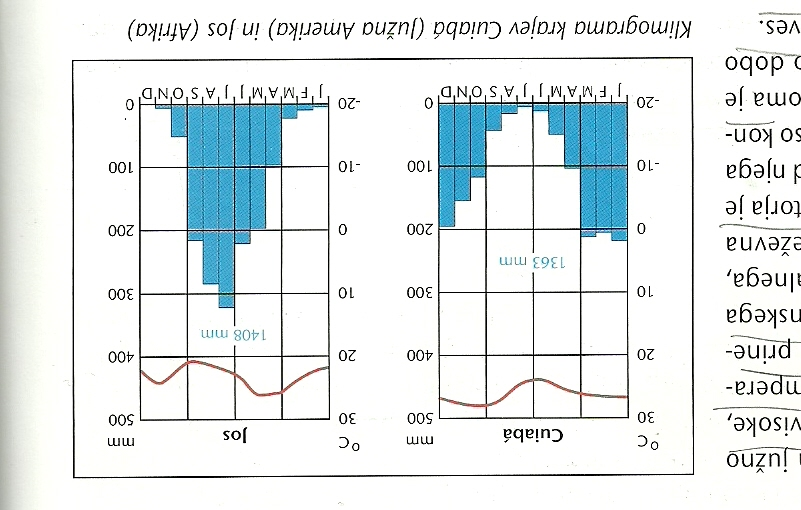 južno
visoke,
mpera-
prine-
nskega
alnega,
eževna
torja je
d njega
so kon-
oma je
o dobo
ves.
°C Cuiabá mm
30 500
20 400
10 300
1363 mm
0 200
-10 100
-20 0
J F M A M J J A S O N D
°C Jos mm
30 500
20 400
1408 mm
10 300
0 200
-10 100
-20 0
J F M A M J J A S O N D
Klimograma krajev Cuiabá (Južna Amerika) in Jos (Afrika)